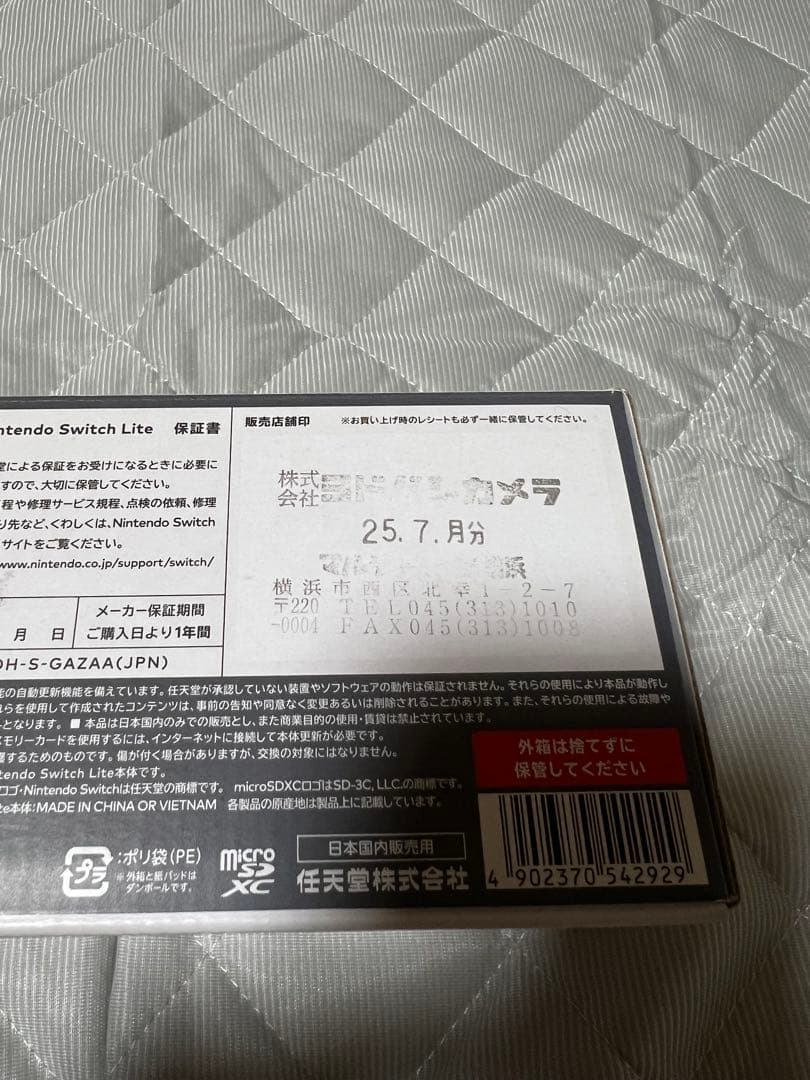 ntendo Switch Lite 保証書
堂による保証をお受けになるときに必要に
すので、大切に保管してください。
程や修理サービス規程、点検の依頼、修理
り先など、くわしくは、Nintendo Switch
サイトをご覧ください。
www.nintendo.co.jp/support/switch/
月 日
メーカー保証期間
ご購入日より1年間
DH-S-GAZAA(JPN)
販売店舗印 ※お買い上げ時のレシートも必ず一緒に保管してください。
株式会社ヨドバシカメラ
25.7.月分
横浜市西区北幸1-2-7
〒220 TEL045(313)1010
-0004 FAX045(313)1008
能の自動更新機能を備えています。任天堂が承認していない装置やソフトウェアの動作は保証されません。それらの使用により本品が動作し
れらを使用して作成されたコンテンツは、事前の告知や同意なく変更あるいは削除されることがあります。また、それらの使用による故障や
となります。 ■ 本品は日本国内のみでの販売とし、また商業目的の使用・賃貸は禁止されています。
メモリーカードを使用するには、インターネットに接続して本体更新が必要です。
護するためのものです。傷が付く場合がありますが、交換の対象にはなりません。
ntendo Switch Lite本体です。
ロゴ・Nintendo Switchは任天堂の商標です。 microSDXCロゴはSD-3C, LLC.の商標です。
ite本体:MADE IN CHINA OR VIETNAM 各製品の原産地は製品上に記載しています。
外箱は捨てずに
保管してください
プラ
:ポリ袋(PE)
※外箱と紙パッドは
ダンボールです。
micro
SD
XC
日本国内販売用
任天堂株式会社
4 902370 542929